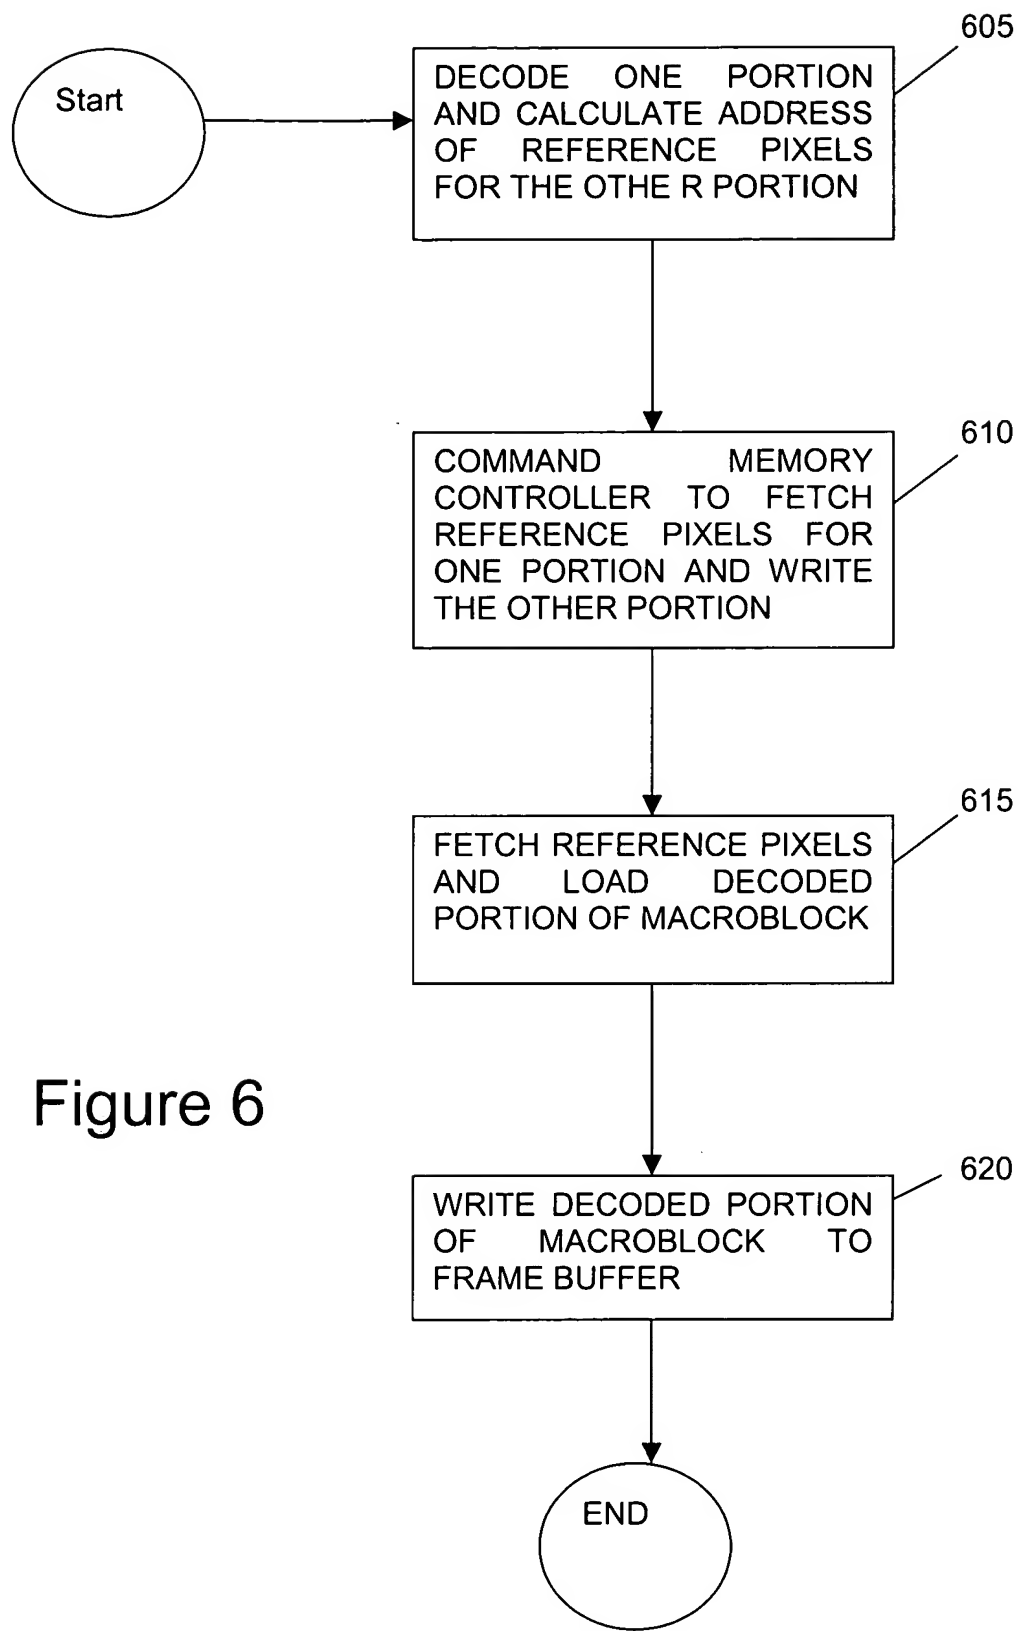 605
Start
DECODE ONE PORTION
AND CALCULATE ADDRESS
OF REFERENCE PIXELS
FOR THE OTHE R PORTION
610
COMMAND MEMORY
CONTROLLER TO FETCH
REFERENCE PIXELS FOR
ONE PORTION AND WRITE
THE OTHER PORTION
615
FETCH REFERENCE PIXELS
AND LOAD DECODED
PORTION OF MACROBLOCK
Figure 6
620
WRITE DECODED PORTION
OF MACROBLOCK TO
FRAME BUFFER
END